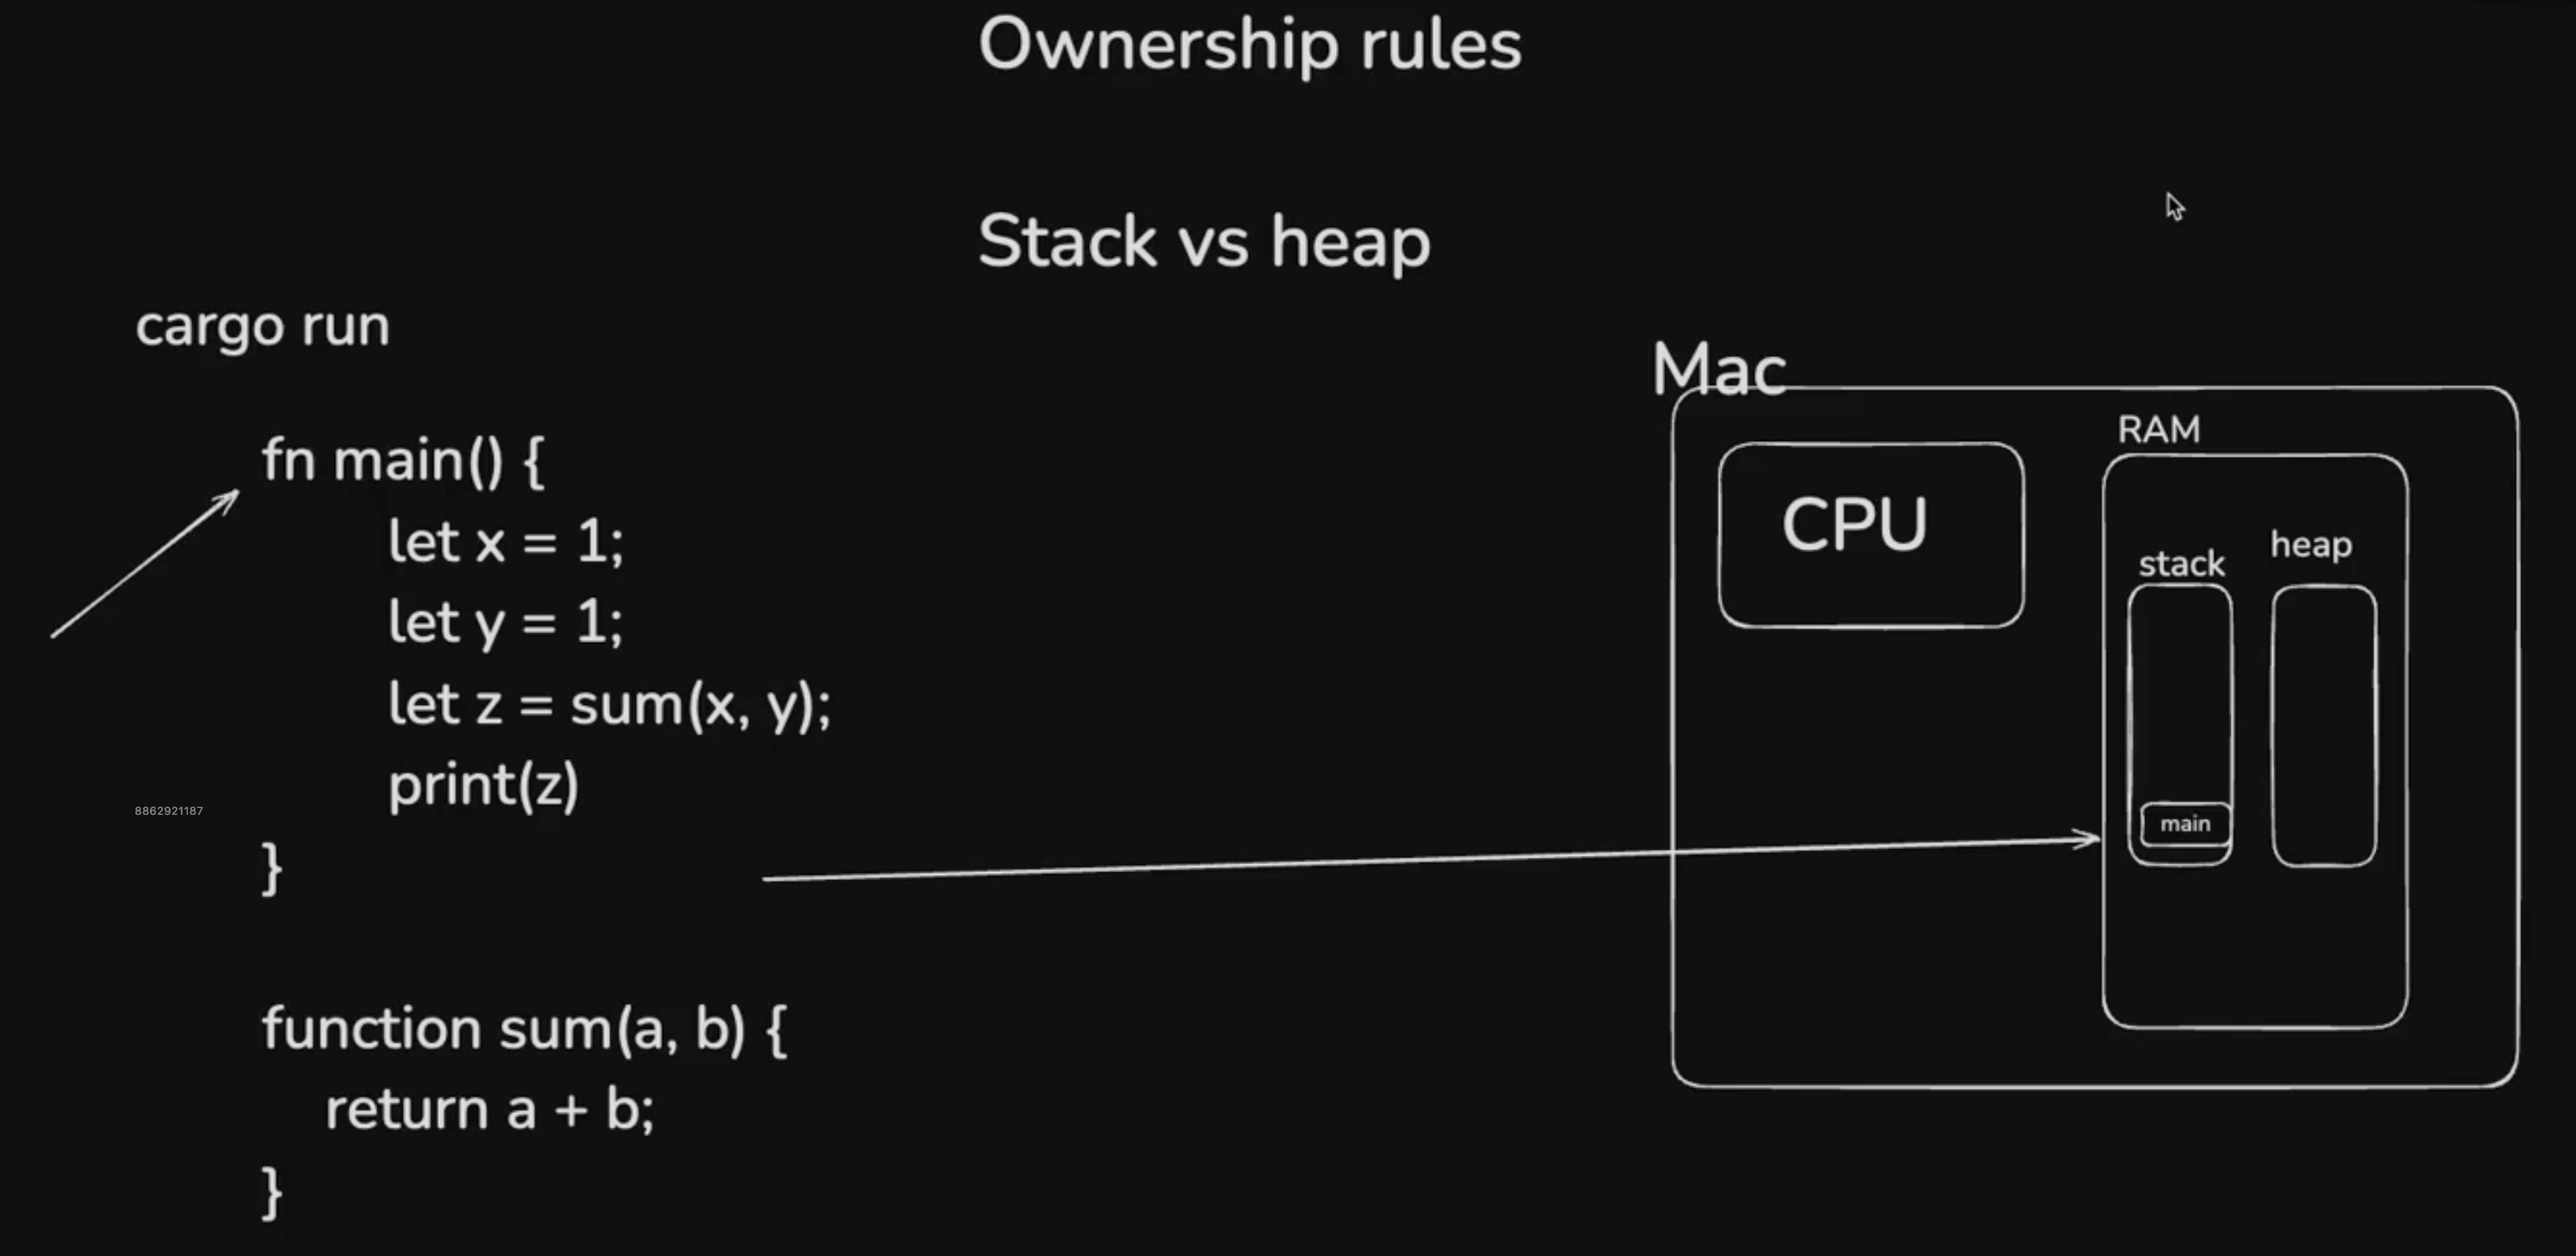 Ownership rules
Stack vs heap
cargo run
fn main() {
let x = 1;
let y = 1;
let z = sum(x, y);
print(z)
8862921187
}
function sum(a, b) {
return a + b;
}
Mac
CPU
RAM
stack
heap
main